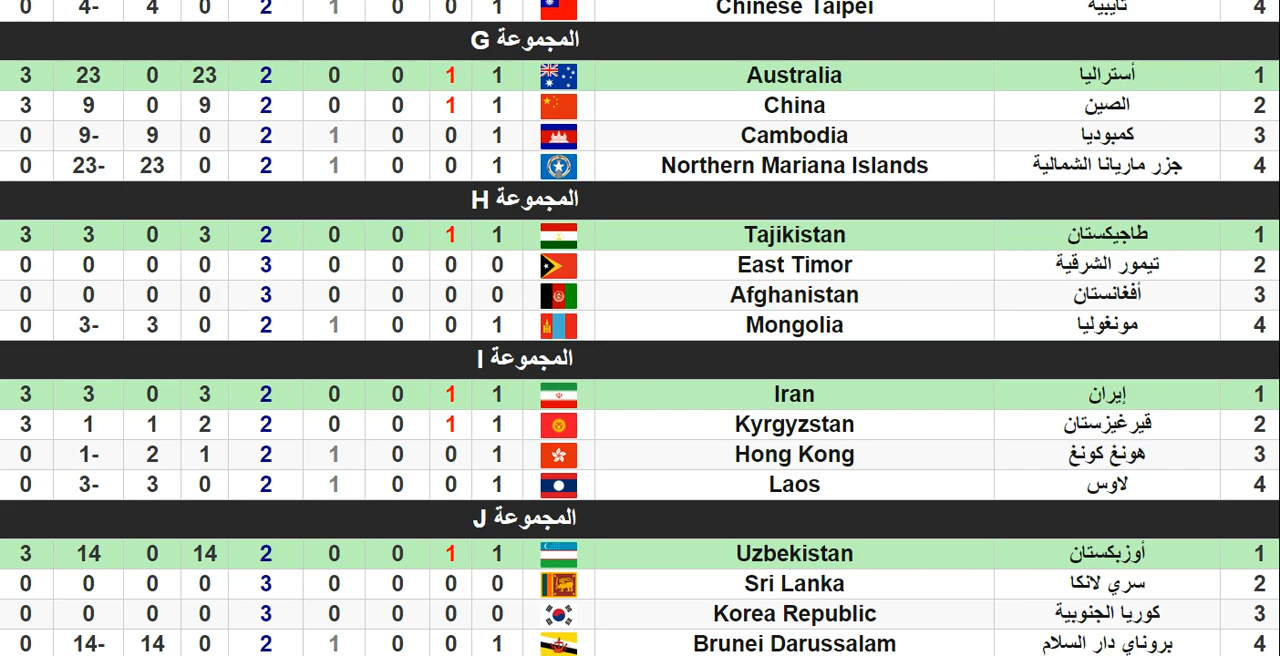 4 تايبيه Chinese Taipei 1 0 0 1 2 0 4 4- 0
المجموعة G
1 أستراليا Australia 1 1 0 0 2 23 0 23 3
2 الصين China 1 1 0 0 2 9 0 9 3
3 كمبوديا Cambodia 1 0 0 1 2 0 9 9- 0
4 جزر ماريانا الشمالية Northern Mariana Islands 1 0 0 1 2 0 23 23- 0
المجموعة H
1 طاجيكستان Tajikistan 1 1 0 0 2 3 0 3 3
2 تيمور الشرقية East Timor 0 0 0 0 3 0 0 0 0
3 أفغانستان Afghanistan 0 0 0 0 3 0 0 0 0
4 مونغوليا Mongolia 1 0 0 1 2 0 3 3- 0
المجموعة I
1 إيران Iran 1 1 0 0 2 3 0 3 3
2 قيرغيزستان Kyrgyzstan 1 1 0 0 2 2 1 1 3
3 هونغ كونغ Hong Kong 1 0 0 1 2 1 2 1- 0
4 لاوس Laos 1 0 0 1 2 0 3 3- 0
المجموعة J
1 أوزبكستان Uzbekistan 1 1 0 0 2 14 0 14 3
2 سري لانكا Sri Lanka 0 0 0 0 3 0 0 0 0
3 كوريا الجنوبية Korea Republic 0 0 0 0 3 0 0 0 0
4 بروناي دار السلام Brunei Darussalam 1 0 0 1 2 0 14 14- 0